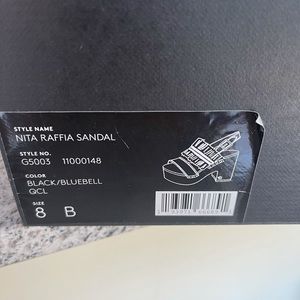 STYLE NAME
NITA RAFFIA SANDAL
STYLE NO.
G5003 11000148
COLOR
BLACK/BLUEBELL
QCL
SIZE
8 B